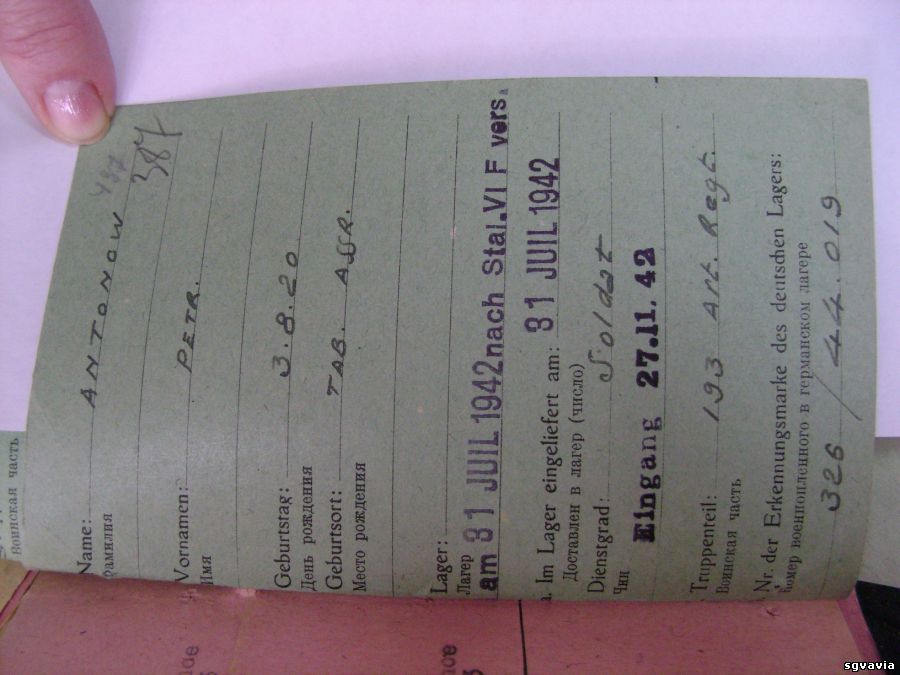 воинская часть
387
Name: ANTONOW
Фамилия
Vornamen: PETR.
Имя
Geburtstag: 3.8.20
День рождения
Geburtsort: TAB. ASSR.
Место рождения
Lager:
Лагерь
am 31 JUIL 1942 nach Stal. VI F vers.
Im Lager eingeliefert am: 31 JUIL 1942
Доставлен в лагер (число)
Dienstgrad: Soldat
Чин
Eingang 27.11.42
Truppenteil: 193 Art. Regt.
Воинская часть
Nr. der Erkennungsmarke des deutschen Lagers:
Номер военнопленного в германском лагере
326/44.019
sgvavia